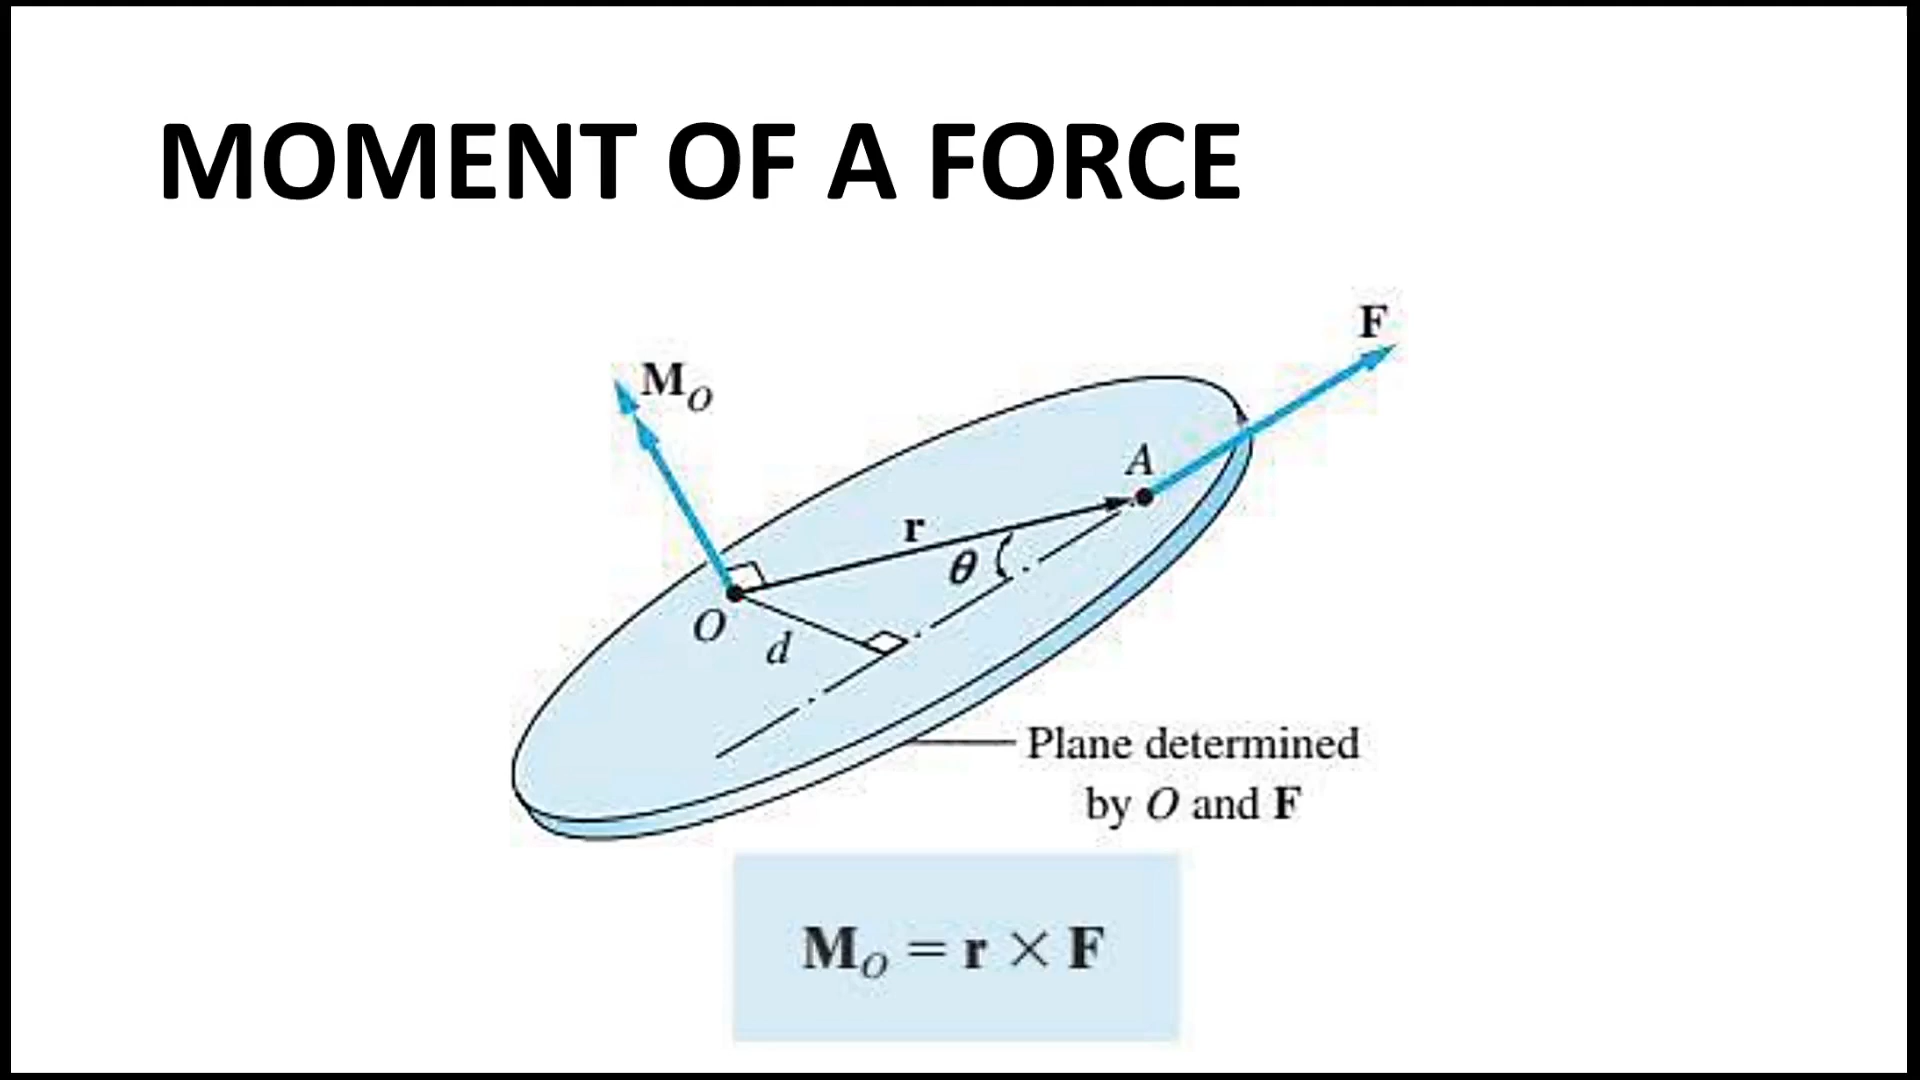 MOMENT OF A FORCE
F
M_O
A
r
θ
O
d
Plane determined
by O and F
M_O = r × F